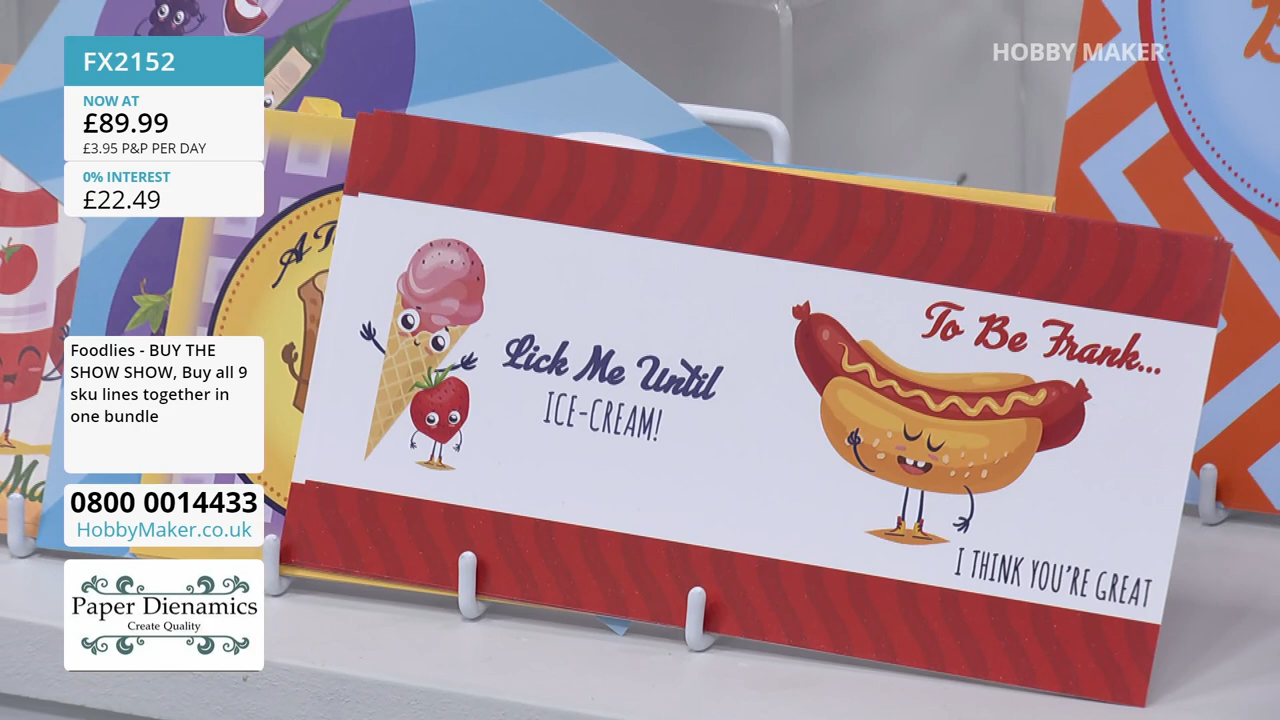 FX2152
NOW AT
£89.99
£3.95 P&P PER DAY
0% INTEREST
£22.49
Foodlies - BUY THE
SHOW SHOW, Buy all 9
sku lines together in
one bundle
0800 0014433
HobbyMaker.co.uk
Paper Dienamics
Create Quality
HOBBY MAKER
Lick Me Until
ICE-CREAM!
To Be Frank...
I THINK YOU'RE GREAT
A